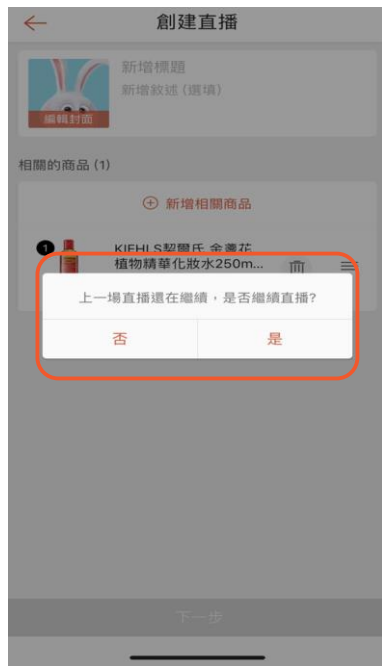 創建直播
新增標題
新增敘述 (選填)
編輯封面
相關的商品 (1)
新增相關商品
1
KIEHLS契爾氏 金盞花
植物精華化妝水250m...
上一場直播還在繼續，是否繼續直播?
否
是
下一步